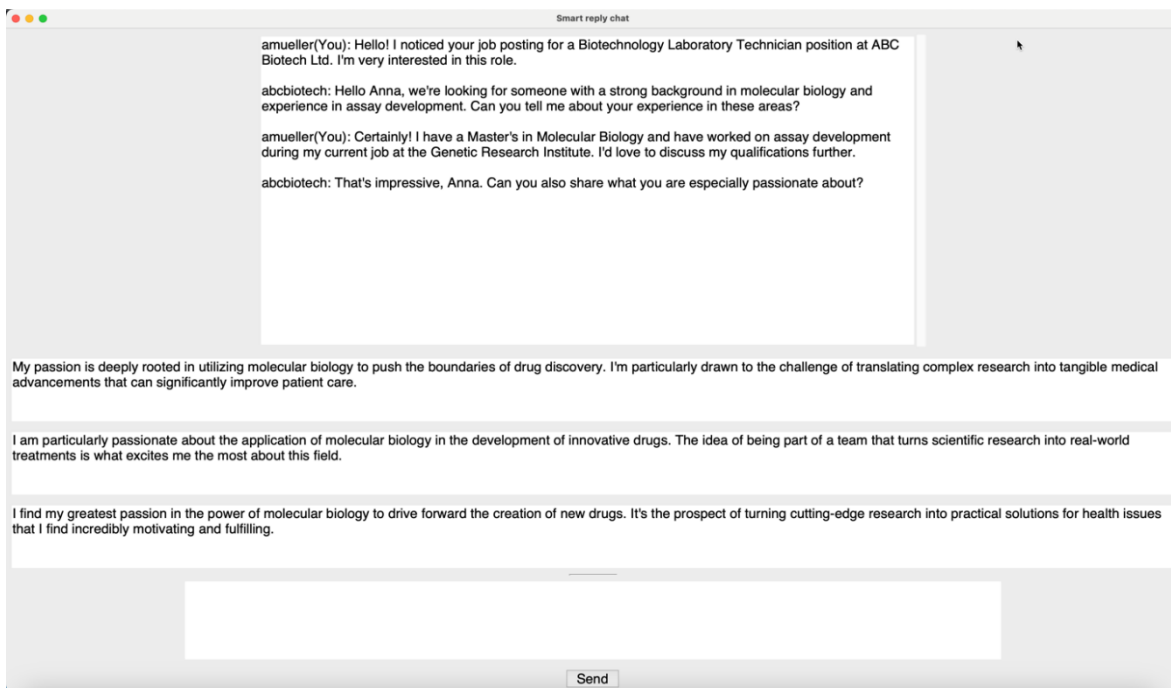 Smart reply chat
amueller(You): Hello! I noticed your job posting for a Biotechnology Laboratory Technician position at ABC
Biotech Ltd. I'm very interested in this role.
abcbiotech: Hello Anna, we're looking for someone with a strong background in molecular biology and
experience in assay development. Can you tell me about your experience in these areas?
amueller(You): Certainly! I have a Master's in Molecular Biology and have worked on assay development
during my current job at the Genetic Research Institute. I'd love to discuss my qualifications further.
abcbiotech: That's impressive, Anna. Can you also share what you are especially passionate about?
My passion is deeply rooted in utilizing molecular biology to push the boundaries of drug discovery. I'm particularly drawn to the challenge of translating complex research into tangible medical
advancements that can significantly improve patient care.
I am particularly passionate about the application of molecular biology in the development of innovative drugs. The idea of being part of a team that turns scientific research into real-world
treatments is what excites me the most about this field.
I find my greatest passion in the power of molecular biology to drive forward the creation of new drugs. It's the prospect of turning cutting-edge research into practical solutions for health issues
that I find incredibly motivating and fulfilling.
Send